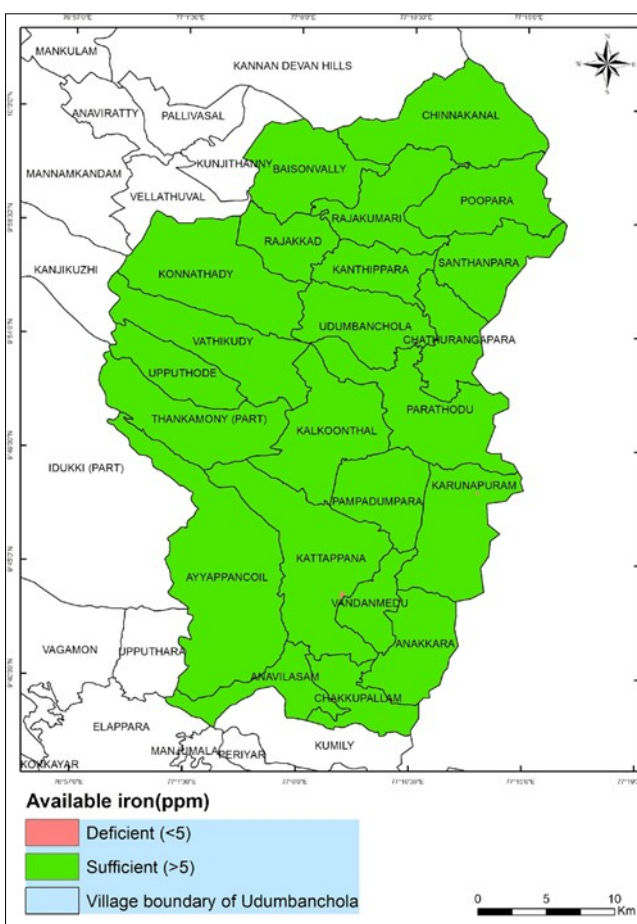 MANKULAM
KANNAN DEVAN HILLS
ANAVIRATTY
PALLIVASAL
CHINNAKANAL
KUNJITHANNY
BAISONVALLY
MANNAMKANDAM
VELLATHUVAL
POOPARA
RAJAKUMARI
RAJAKKAD
SANTHANPARA
KANJIKUZHI
KONNATHADY
KANTHIPPARA
UDUMBANCHOLA
CHATHURANGAPARA
VATHIKUDY
UPPUTHODE
PARATHODU
THANKAMONY (PART)
KALKOONTHAL
IDUKKI (PART)
KARUNAPURAM
PAMPADUMPARA
KATTAPPANA
AYYAPPANCOIL
VANDANMEDU
ANAKKARA
VAGAMON
UPPUTHARA
ANAVILASAM
CHAKKUPALLAM
ELAPPARA
MANJUMALA
PERIYAR
KUMILY
KOKKAYAR
Available iron(ppm)
Deficient (<5)
Sufficient (>5)
Village boundary of Udumbanchola
0 5 10
Km